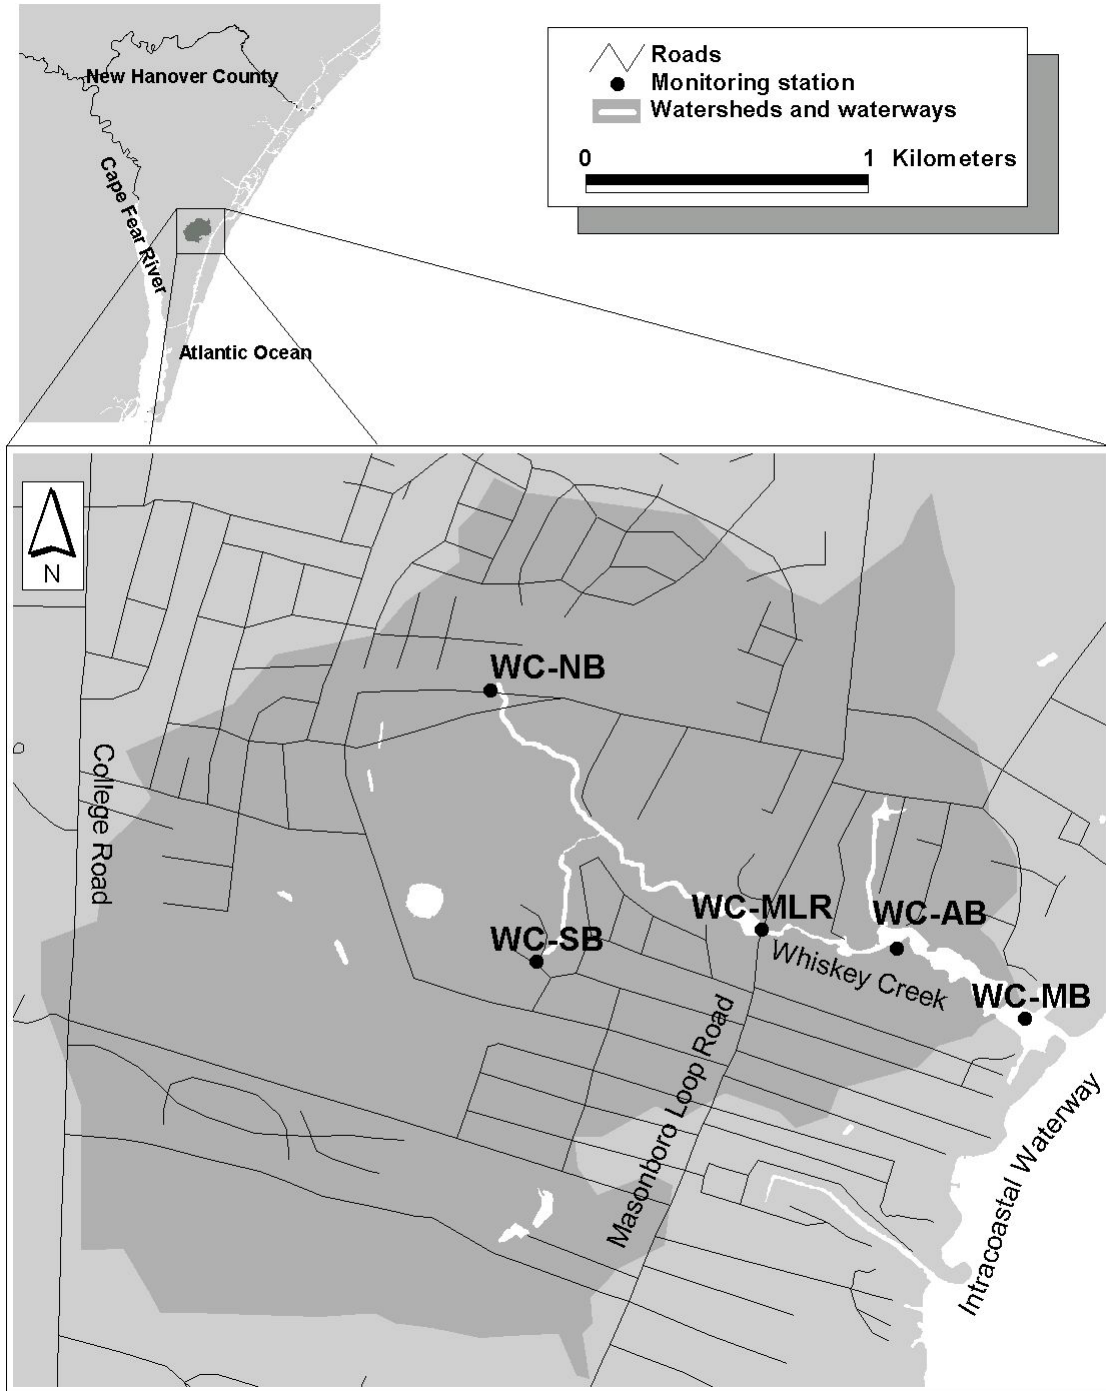 New Hanover County
Cape Fear River
Atlantic Ocean
Roads
Monitoring station
Watersheds and waterways
0 1 Kilometers
N
WC-NB
College Road
WC-SB
WC-MLR
WC-AB
Whiskey Creek
WC-MB
Masonboro Loop Road
Intracoastal Waterway